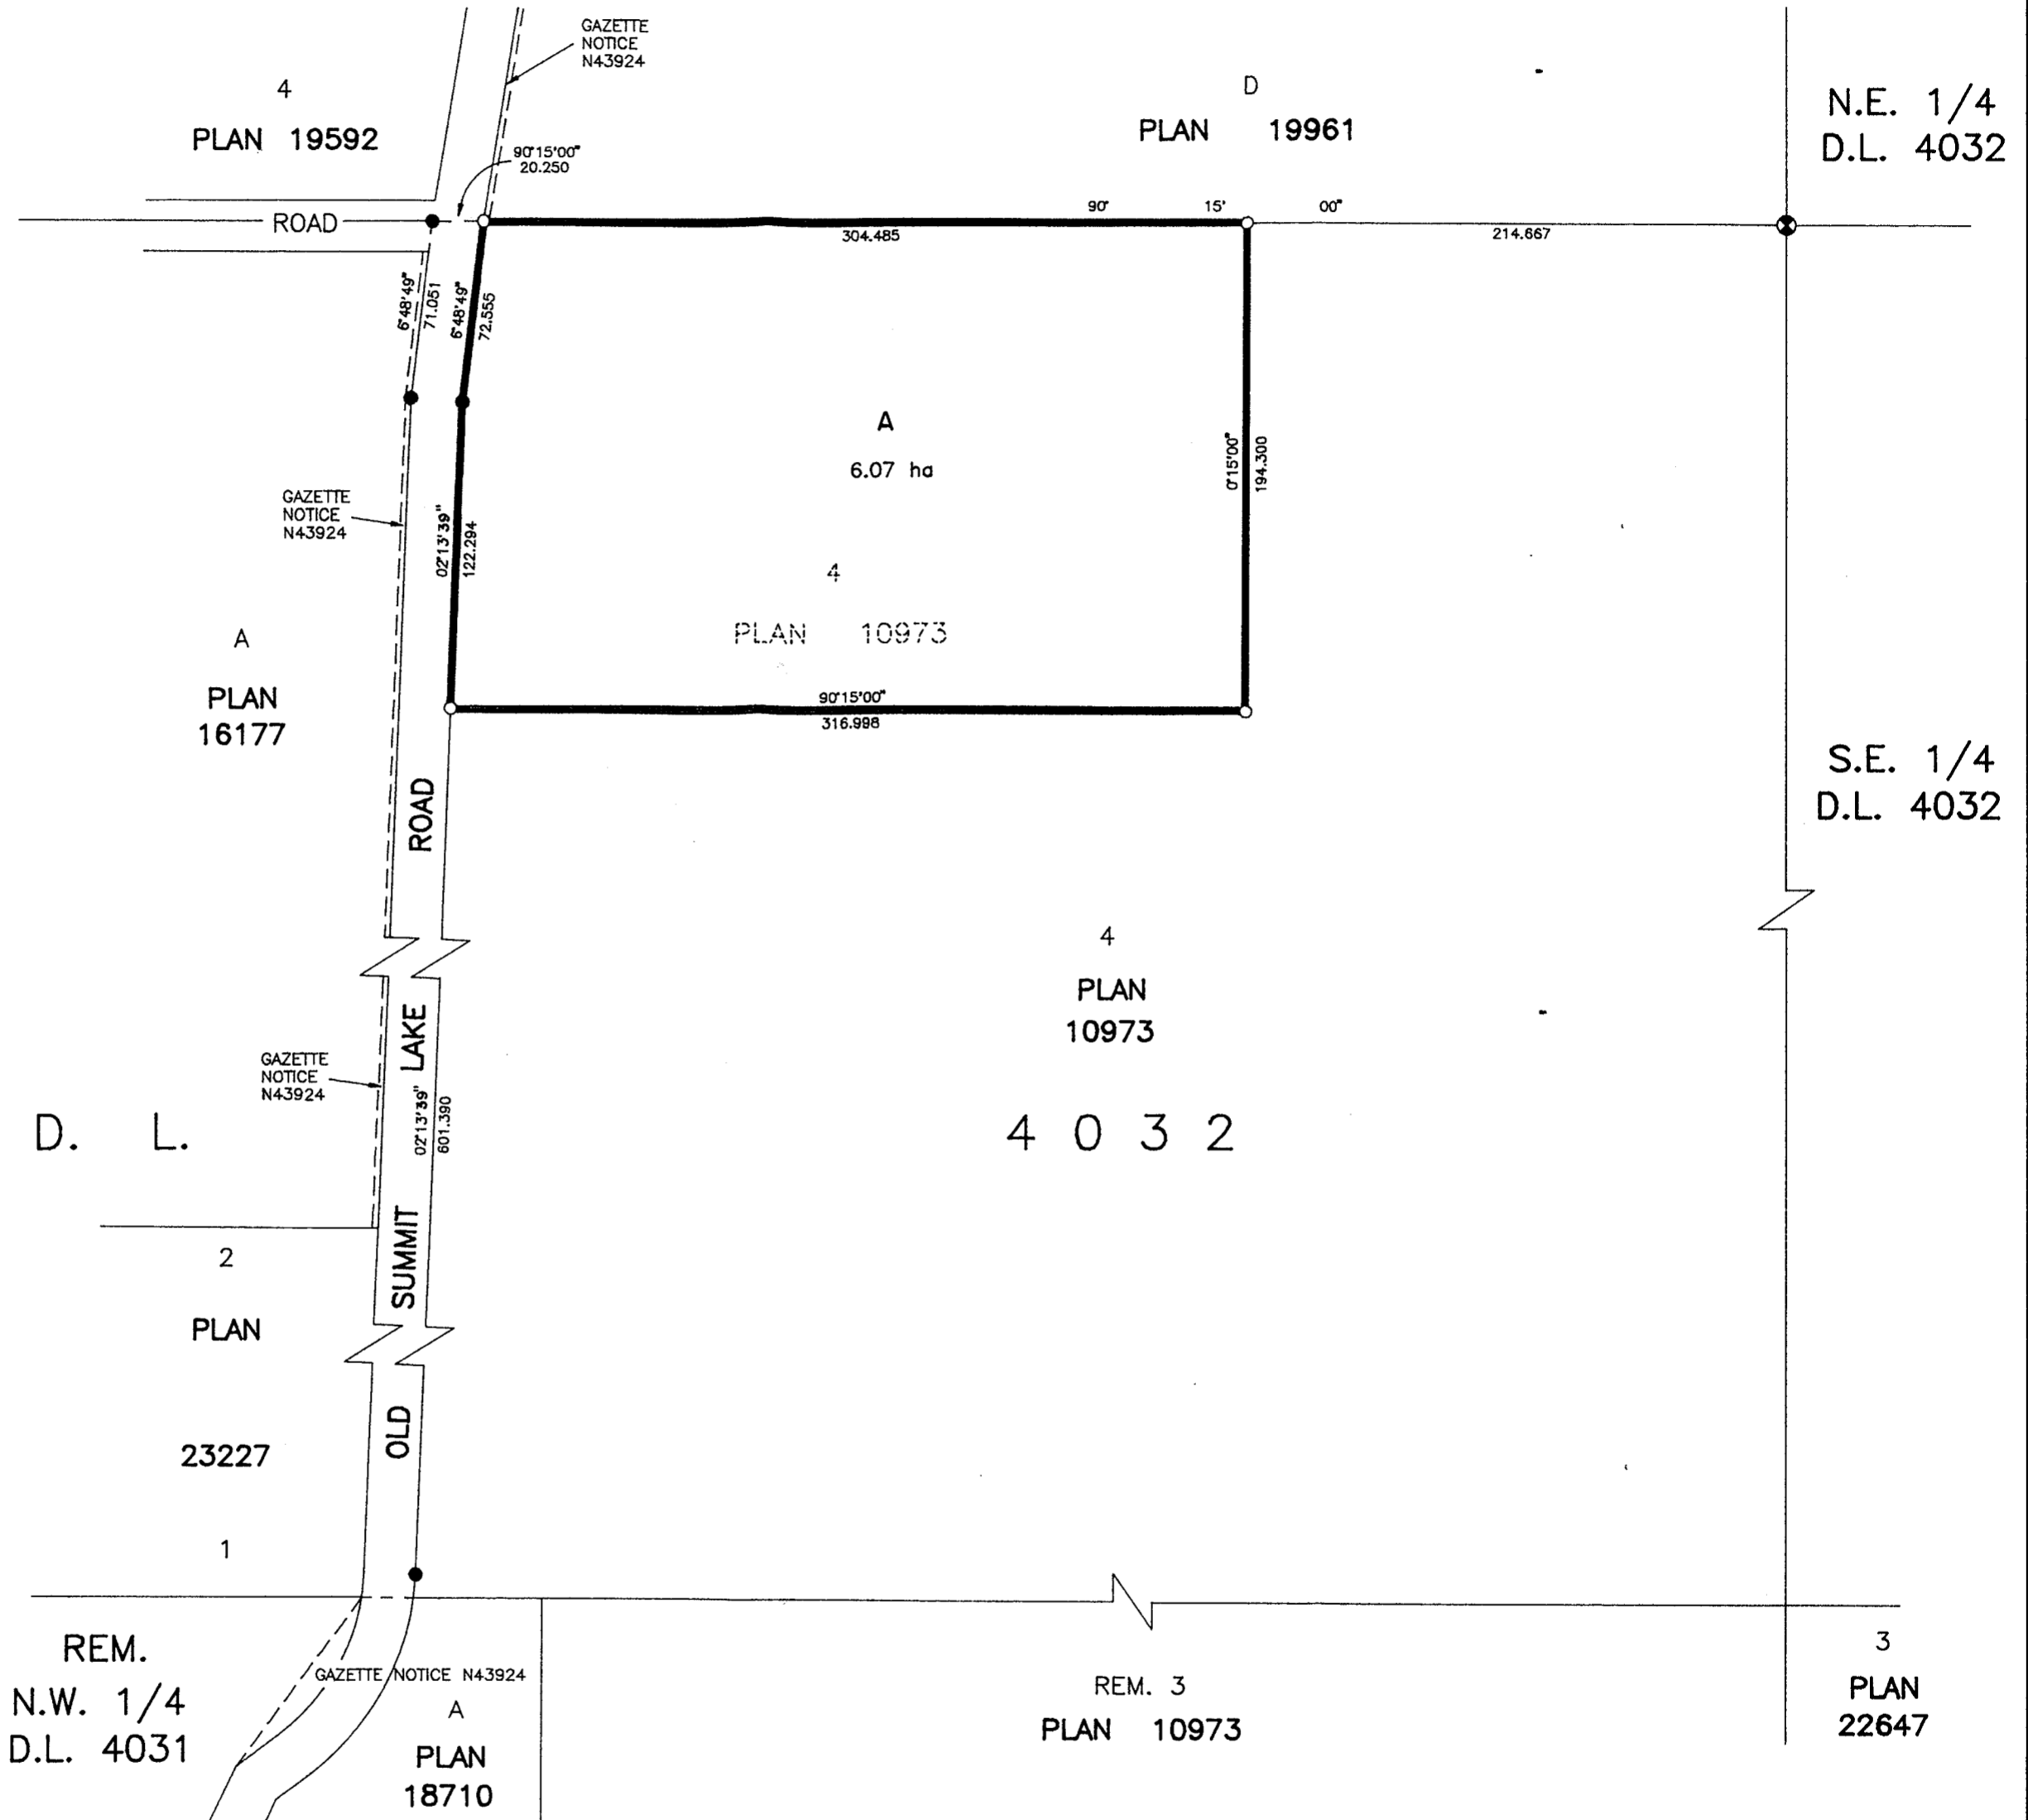 GAZETTE
NOTICE
N43924
4
PLAN 19592
D
PLAN 19961
N.E. 1/4
D.L. 4032
90°15'00"
20.250
ROAD
90° 15' 00"
304.485
214.667
6°48'49"
71.051
6°48'49"
72.555
A
6.07 ha
0°15'00"
194.300
GAZETTE
NOTICE
N43924
02°13'39"
122.294
4
PLAN 10973
A
PLAN
16177
90°15'00"
316.998
S.E. 1/4
D.L. 4032
OLD SUMMIT LAKE ROAD
4
PLAN
10973
GAZETTE
NOTICE
N43924
02°13'39"
601.390
D. L. 4032
2
PLAN
23227
1
REM.
N.W. 1/4
D.L. 4031
GAZETTE NOTICE N43924
A
PLAN
18710
REM. 3
PLAN 10973
3
PLAN
22647